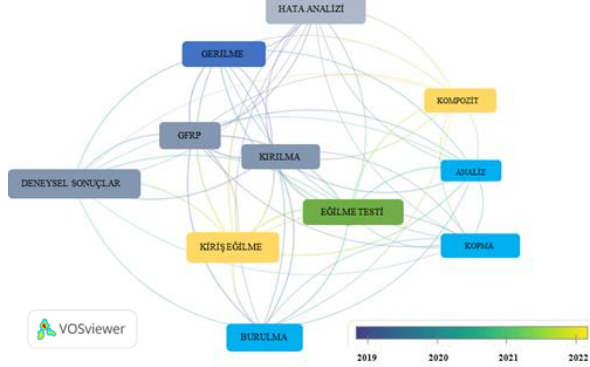 HATA ANALİZİ
GERİLME
KOMPOZİT
GFRP
KIRILMA
ANALİZ
DENEYSEL SONUÇLAR
EĞİLME TESTİ
KİRİŞ EĞİLME
KOPMA
VOSviewer
BURULMA
2019 2020 2021 2022